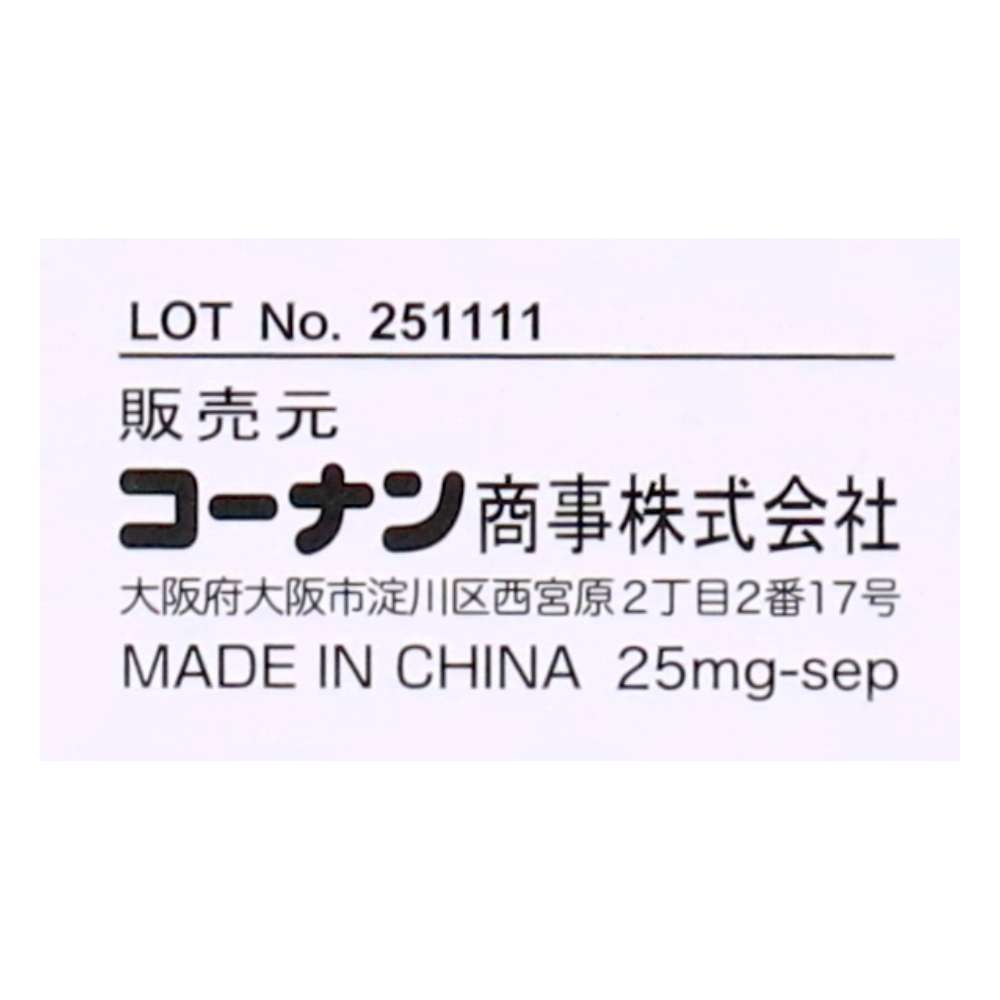 LOT No. 251111
販売元
コーナン商事株式会社
大阪府大阪市淀川区西宮原2丁目2番17号
MADE IN CHINA 25mg-sep